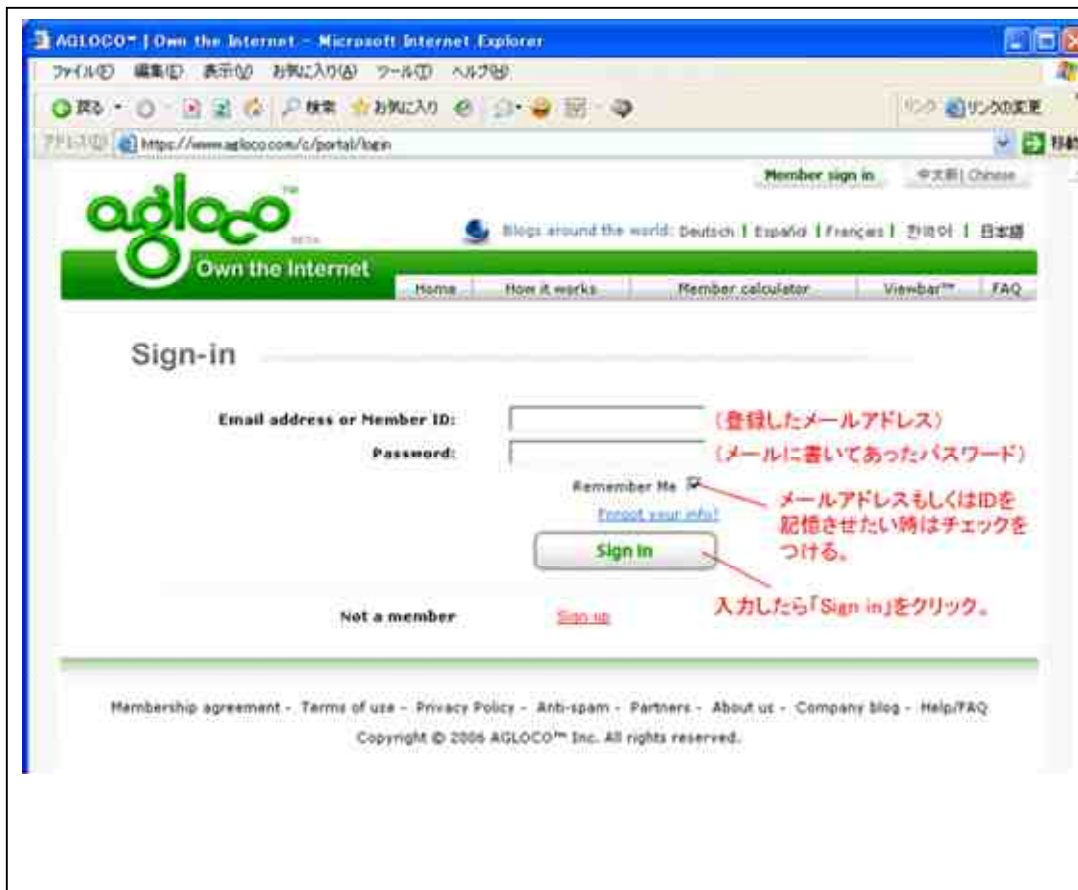 AGLOCO™ | Own the Internet - Microsoft Internet Explorer
ファイル(F) 編集(E) 表示(V) お気に入り(A) ツール(T) ヘルプ(H)
戻る 検索 お気に入り リンク リンクの変更
アドレス(D) https://www.agloco.com/c/portal/login 移動
Member sign in 中文版 | Chinese
agloco™
BETA
Blogs around the world: Deutsch | Español | Français | 한국어 | 日本語
Own the Internet
Home How it works Member calculator Viewbar™ FAQ
Sign-in
Email address or Member ID: (登録したメールアドレス)
Password: (メールに書いてあったパスワード)
Remember Me
メールアドレスもしくはIDを
記憶させたい時はチェックを
つける。
Forgot your info?
Sign In
入力したら「Sign in」をクリック。
Not a member Sign up
Membership agreement - Terms of use - Privacy Policy - Anti-spam - Partners - About us - Company blog - Help/FAQ
Copyright © 2006 AGLOCO™ Inc. All rights reserved.